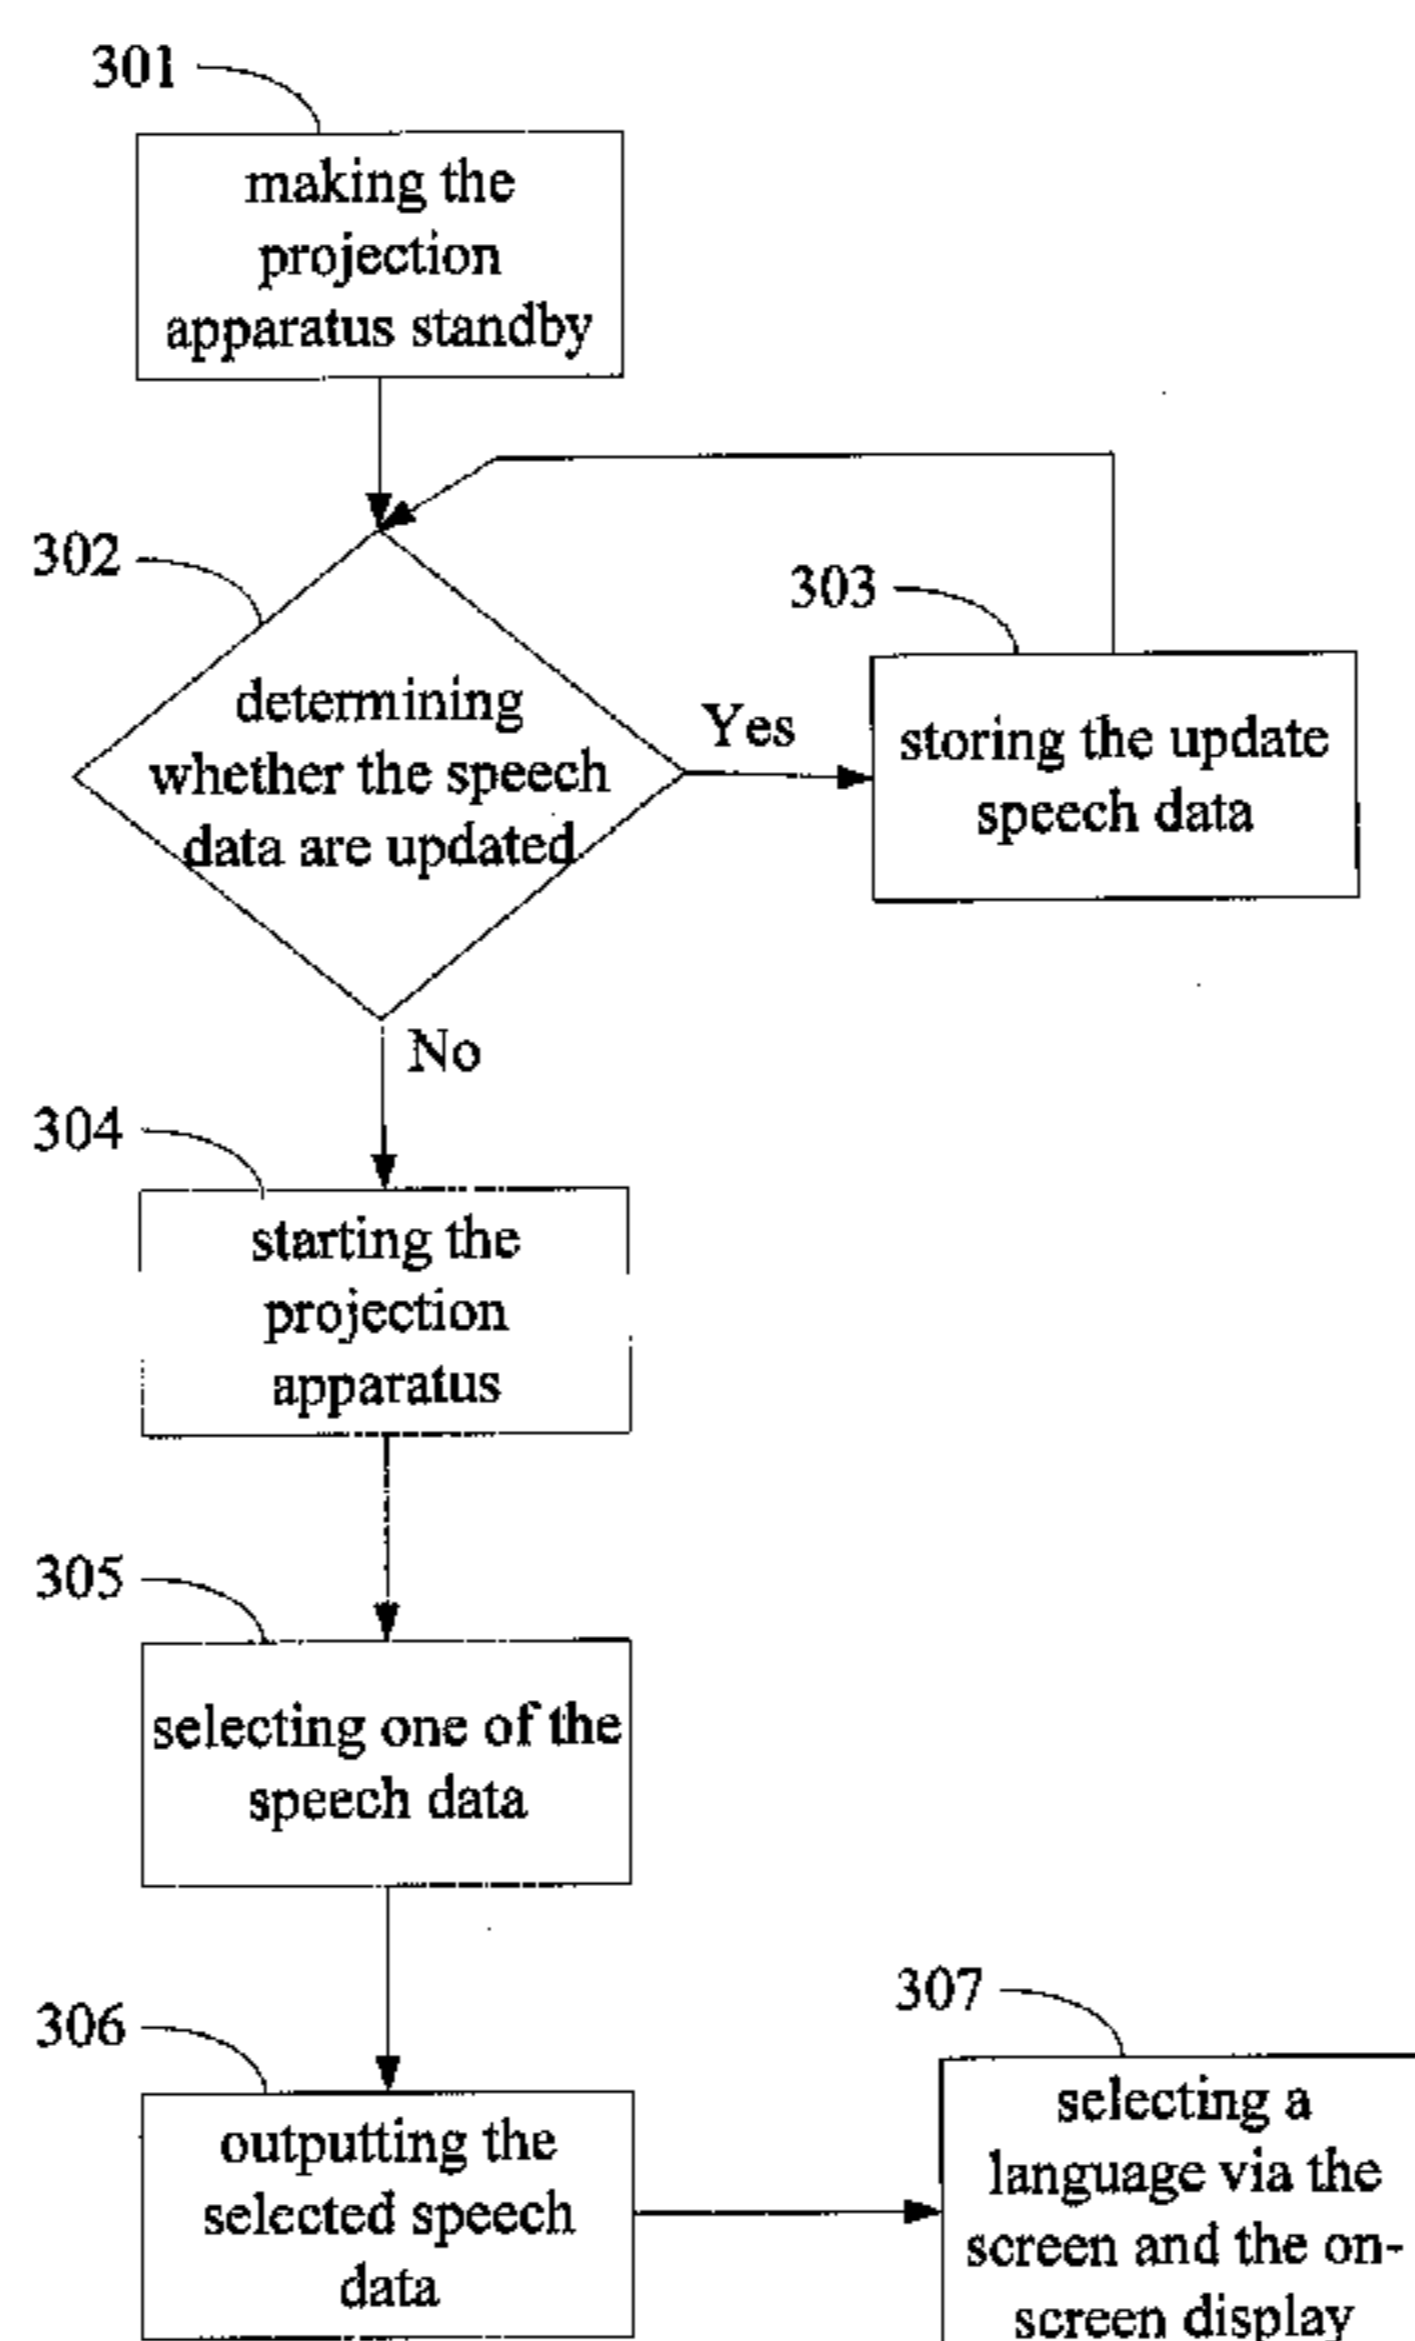 301
making the
projection
apparatus standby
302
determining
whether the speech
data are updated
Yes
303
storing the update
speech data
No
304
starting the
projection
apparatus
305
selecting one of the
speech data
306
outputting the
selected speech
data
307
selecting a
language via the
screen and the on-
screen display